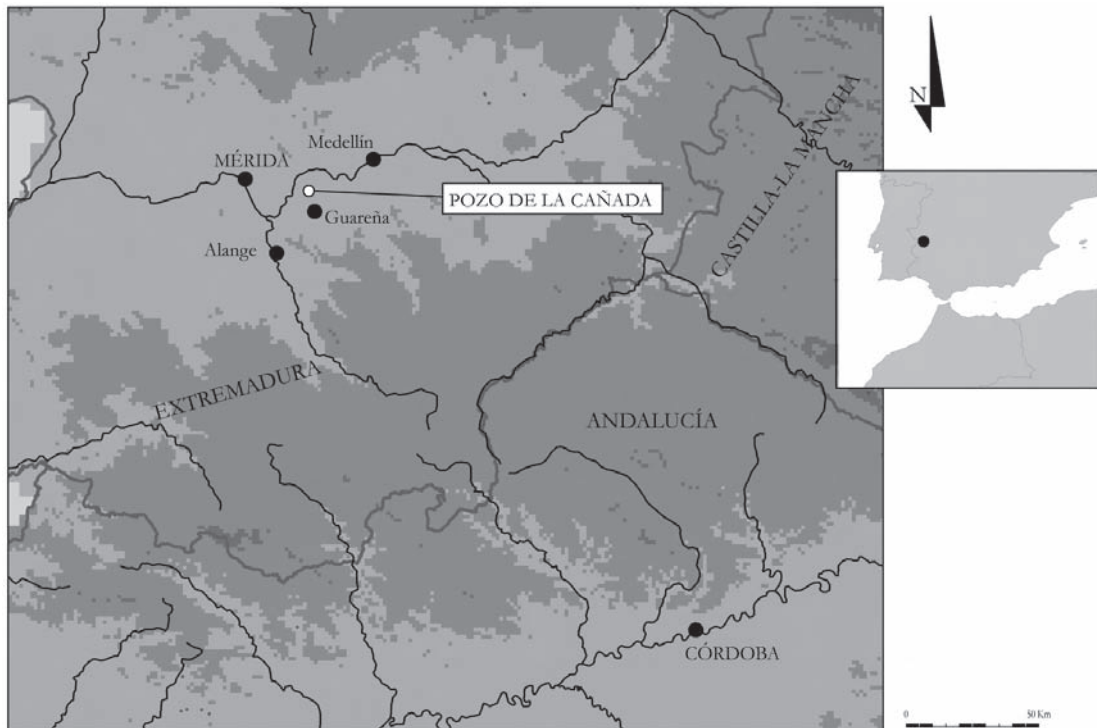 N
Medellín
MÉRIDA
POZO DE LA CAÑADA
Guareña
Alange
CASTILLA-LA MANCHA
EXTREMADURA
ANDALUCÍA
CÓRDOBA
0 50 Km